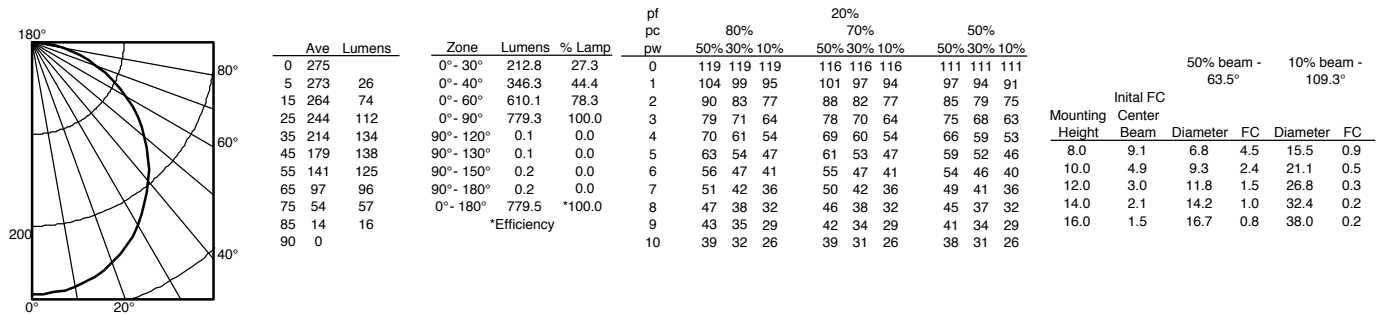 180°
80°
60°
200
40°
0° 20°
Ave Lumens
0 275
5 273 26
15 264 74
25 244 112
35 214 134
45 179 138
55 141 125
65 97 96
75 54 57
85 14 16
90 0
Zone Lumens % Lamp
0°- 30° 212.8 27.3
0°- 40° 346.3 44.4
0°- 60° 610.1 78.3
0°- 90° 779.3 100.0
90°- 120° 0.1 0.0
90°- 130° 0.1 0.0
90°- 150° 0.2 0.0
90°- 180° 0.2 0.0
0°- 180° 779.5 *100.0
*Efficiency
pf 20%
pc 80% 70% 50%
pw 50% 30% 10% 50% 30% 10% 50% 30% 10%
0 119 119 119 116 116 116 111 111 111
1 104 99 95 101 97 94 97 94 91
2 90 83 77 88 82 77 85 79 75
3 79 71 64 78 70 64 75 68 63
4 70 61 54 69 60 54 66 59 53
5 63 54 47 61 53 47 59 52 46
6 56 47 41 55 47 41 54 46 40
7 51 42 36 50 42 36 49 41 36
8 47 38 32 46 38 32 45 37 32
9 43 35 29 42 34 29 41 34 29
10 39 32 26 39 31 26 38 31 26
50% beam - 10% beam -
63.5° 109.3°
Inital FC
Mounting Center
Height Beam Diameter FC Diameter FC
8.0 9.1 6.8 4.5 15.5 0.9
10.0 4.9 9.3 2.4 21.1 0.5
12.0 3.0 11.8 1.5 26.8 0.3
14.0 2.1 14.2 1.0 32.4 0.2
16.0 1.5 16.7 0.8 38.0 0.2